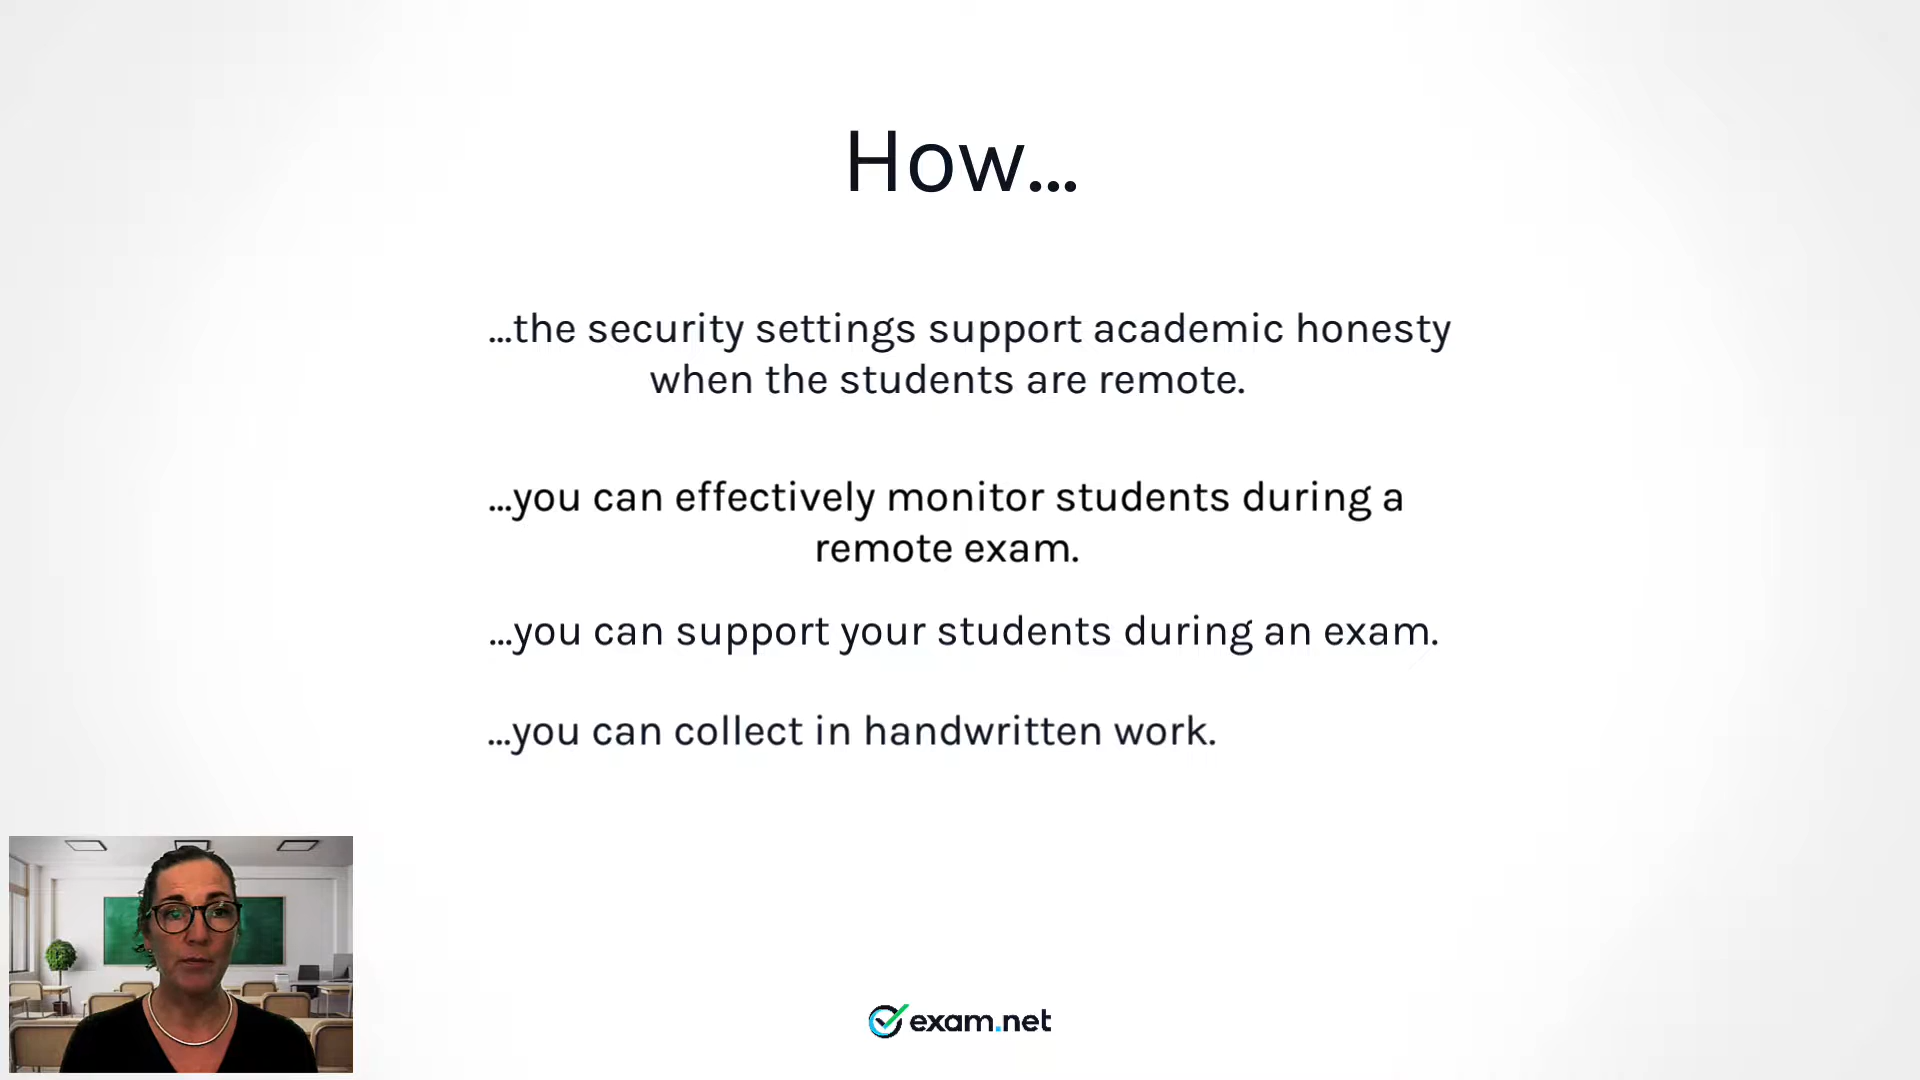 How...
...the security settings support academic honesty
when the students are remote.
...you can effectively monitor students during a
remote exam.
...you can support your students during an exam.
...you can collect in handwritten work.
exam.net